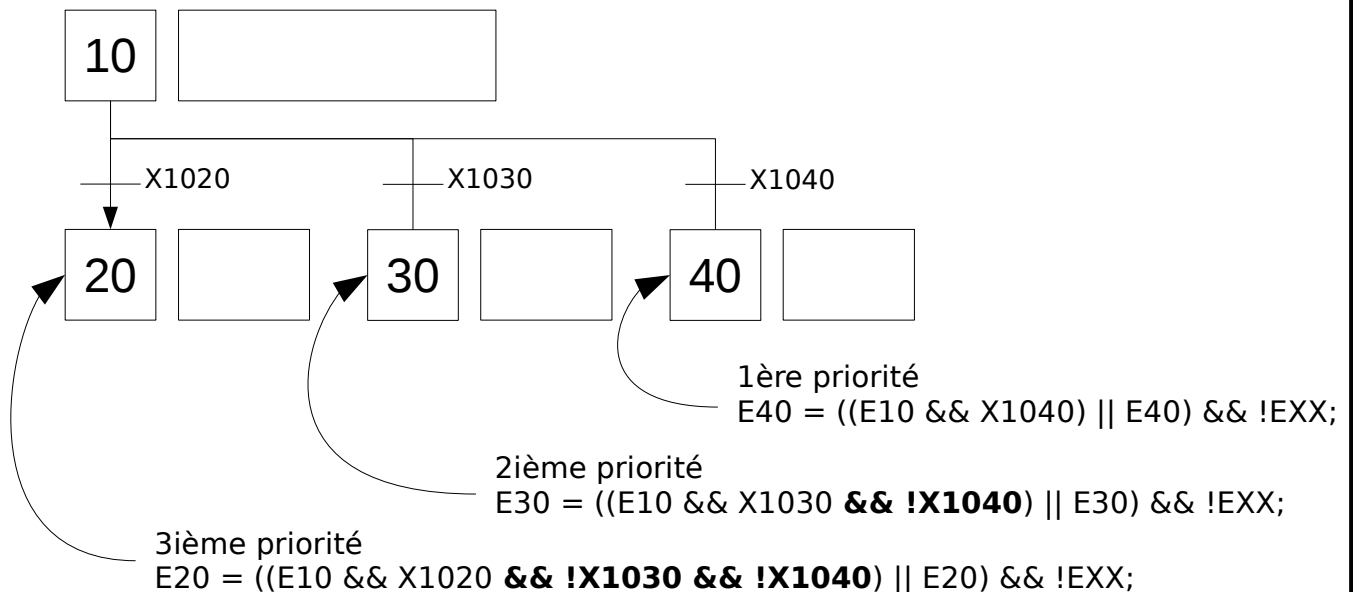 10
X1020
X1030
X1040
20
30
40
1ère priorité
E40 = ((E10 && X1040) || E40) && !EXX;
2ième priorité
E30 = ((E10 && X1030 && !X1040) || E30) && !EXX;
3ième priorité
E20 = ((E10 && X1020 && !X1030 && !X1040) || E20) && !EXX;